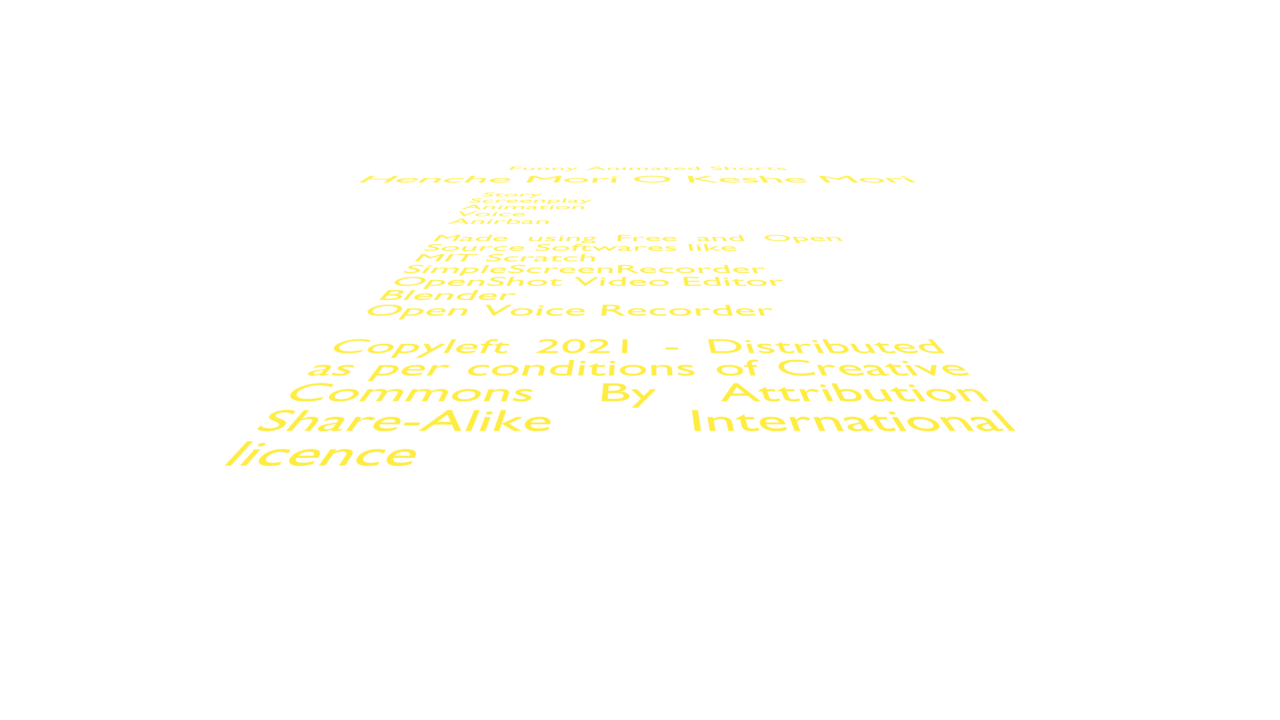 Funny Animated Shorts
Henche Mori O Keshe Mori
Story
Screenplay
Animation
Voice
Anirban
Made using Free and Open
Source Softwares like
MIT Scratch
SimpleScreenRecorder
OpenShot Video Editor
Blender
Open Voice Recorder
Copyleft 2021 - Distributed
as per conditions of Creative
Commons By Attribution
Share-Alike International
licence